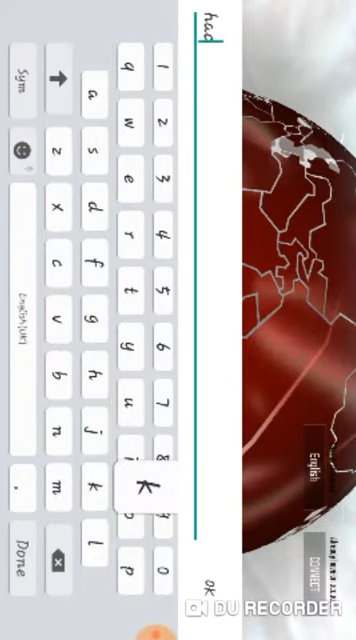 had
OK
English
CONNECT
1 2 3 4 5 6 7 8 9 0
q w e r t y u i o p
a s d f g h j k l
k
z x c v b n m
Sym
English(UK)
.
Done
DU RECORDER